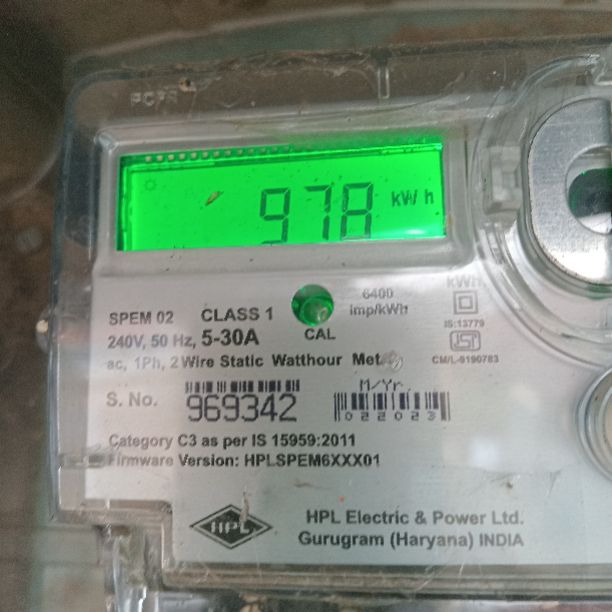 978 kWh
6400
imp/kWh
kWh
IS:13779
CM/L-9190783
SPEM 02 CLASS 1
240V, 50 Hz, 5-30A
CAL
ac, 1Ph, 2 Wire Static Watthour
S. No. 969342
M/Yr.
022023
Category C3 as per IS 15959:2011
Firmware Version: HPLSPEM6XXX01
HPL
HPL Electric & Power Ltd.
Gurugram (Haryana) INDIA